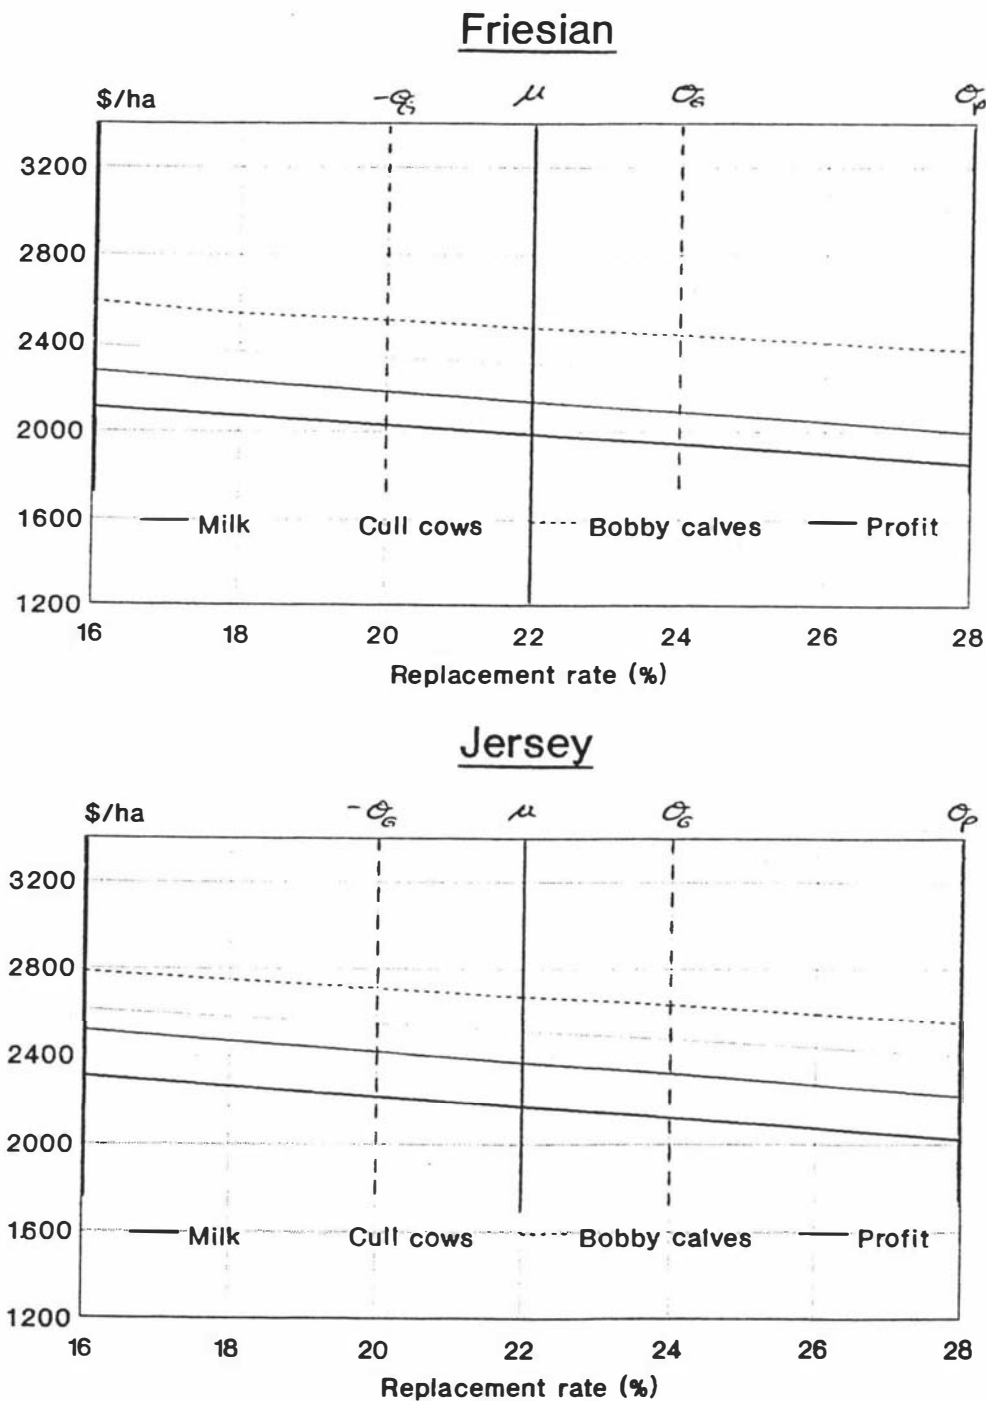 Friesian
$/ha -σG μ σG σP
3200
2800
2400
2000
1600
Milk Cull cows Bobby calves Profit
1200
16 18 20 22 24 26 28
Replacement rate (%)
Jersey
$/ha -σG μ σG σP
3200
2800
2400
2000
1600
Milk Cull cows Bobby calves Profit
1200
16 18 20 22 24 26 28
Replacement rate (%)